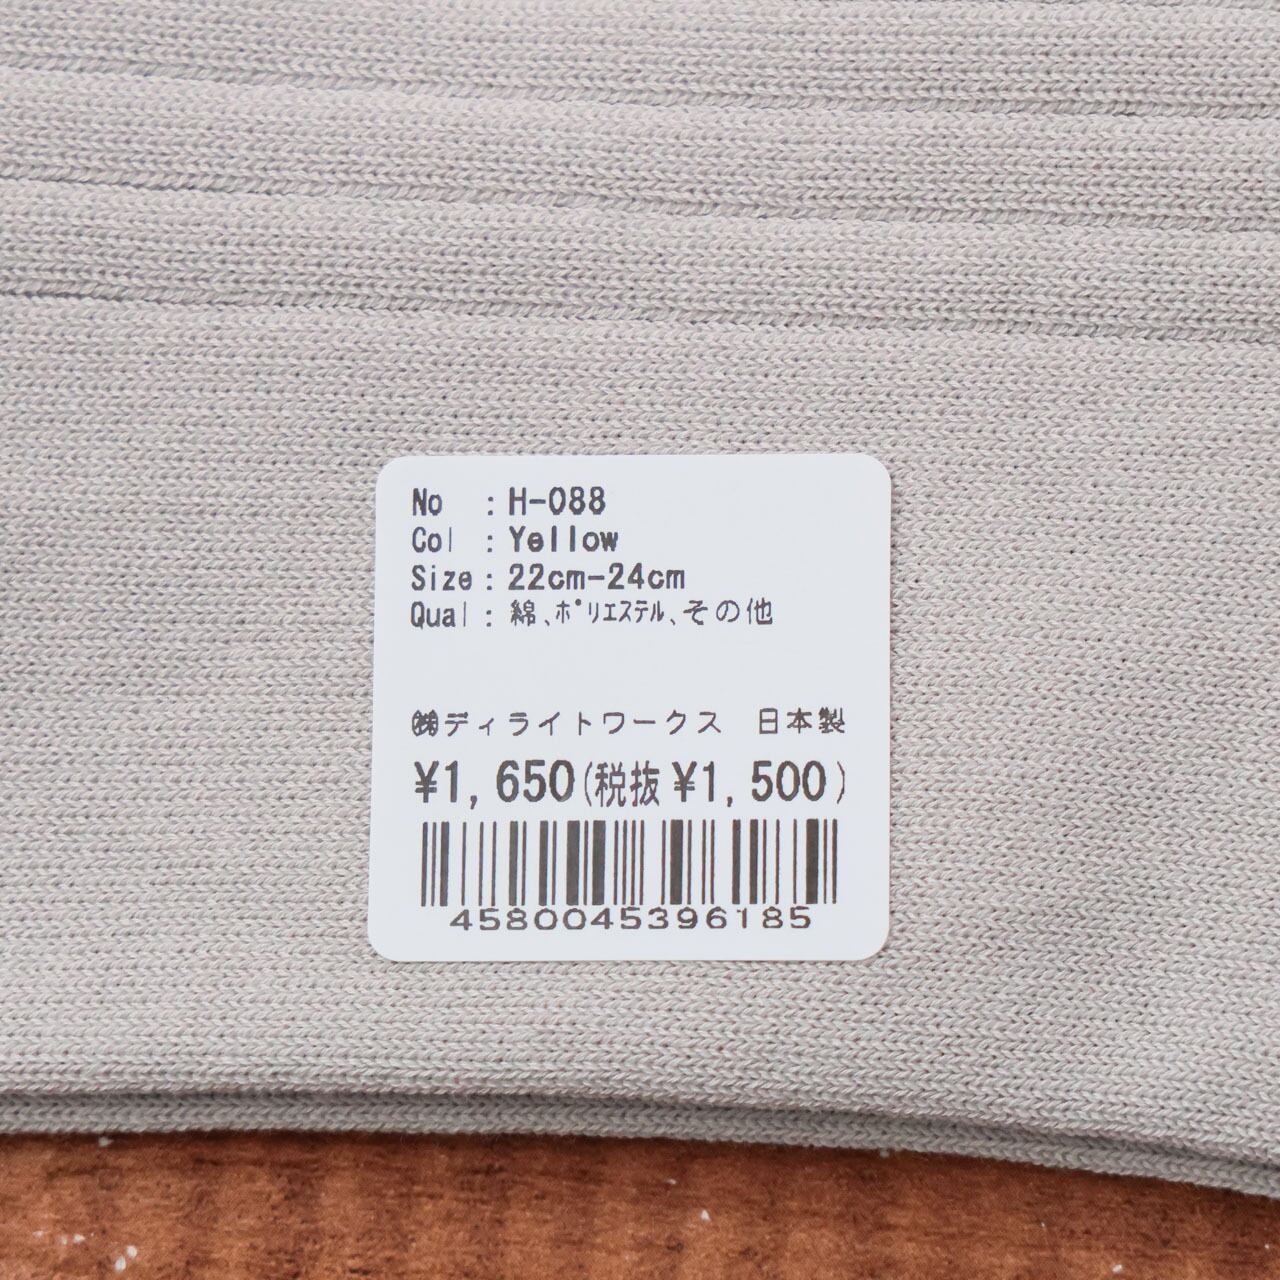 No : H-088
Col : Yellow
Size : 22cm-24cm
Qual : 綿、ﾎﾟﾘｴｽﾃﾙ、その他
㈱ディライトワークス 日本製
¥1,650(税抜¥1,500)
4580045396185